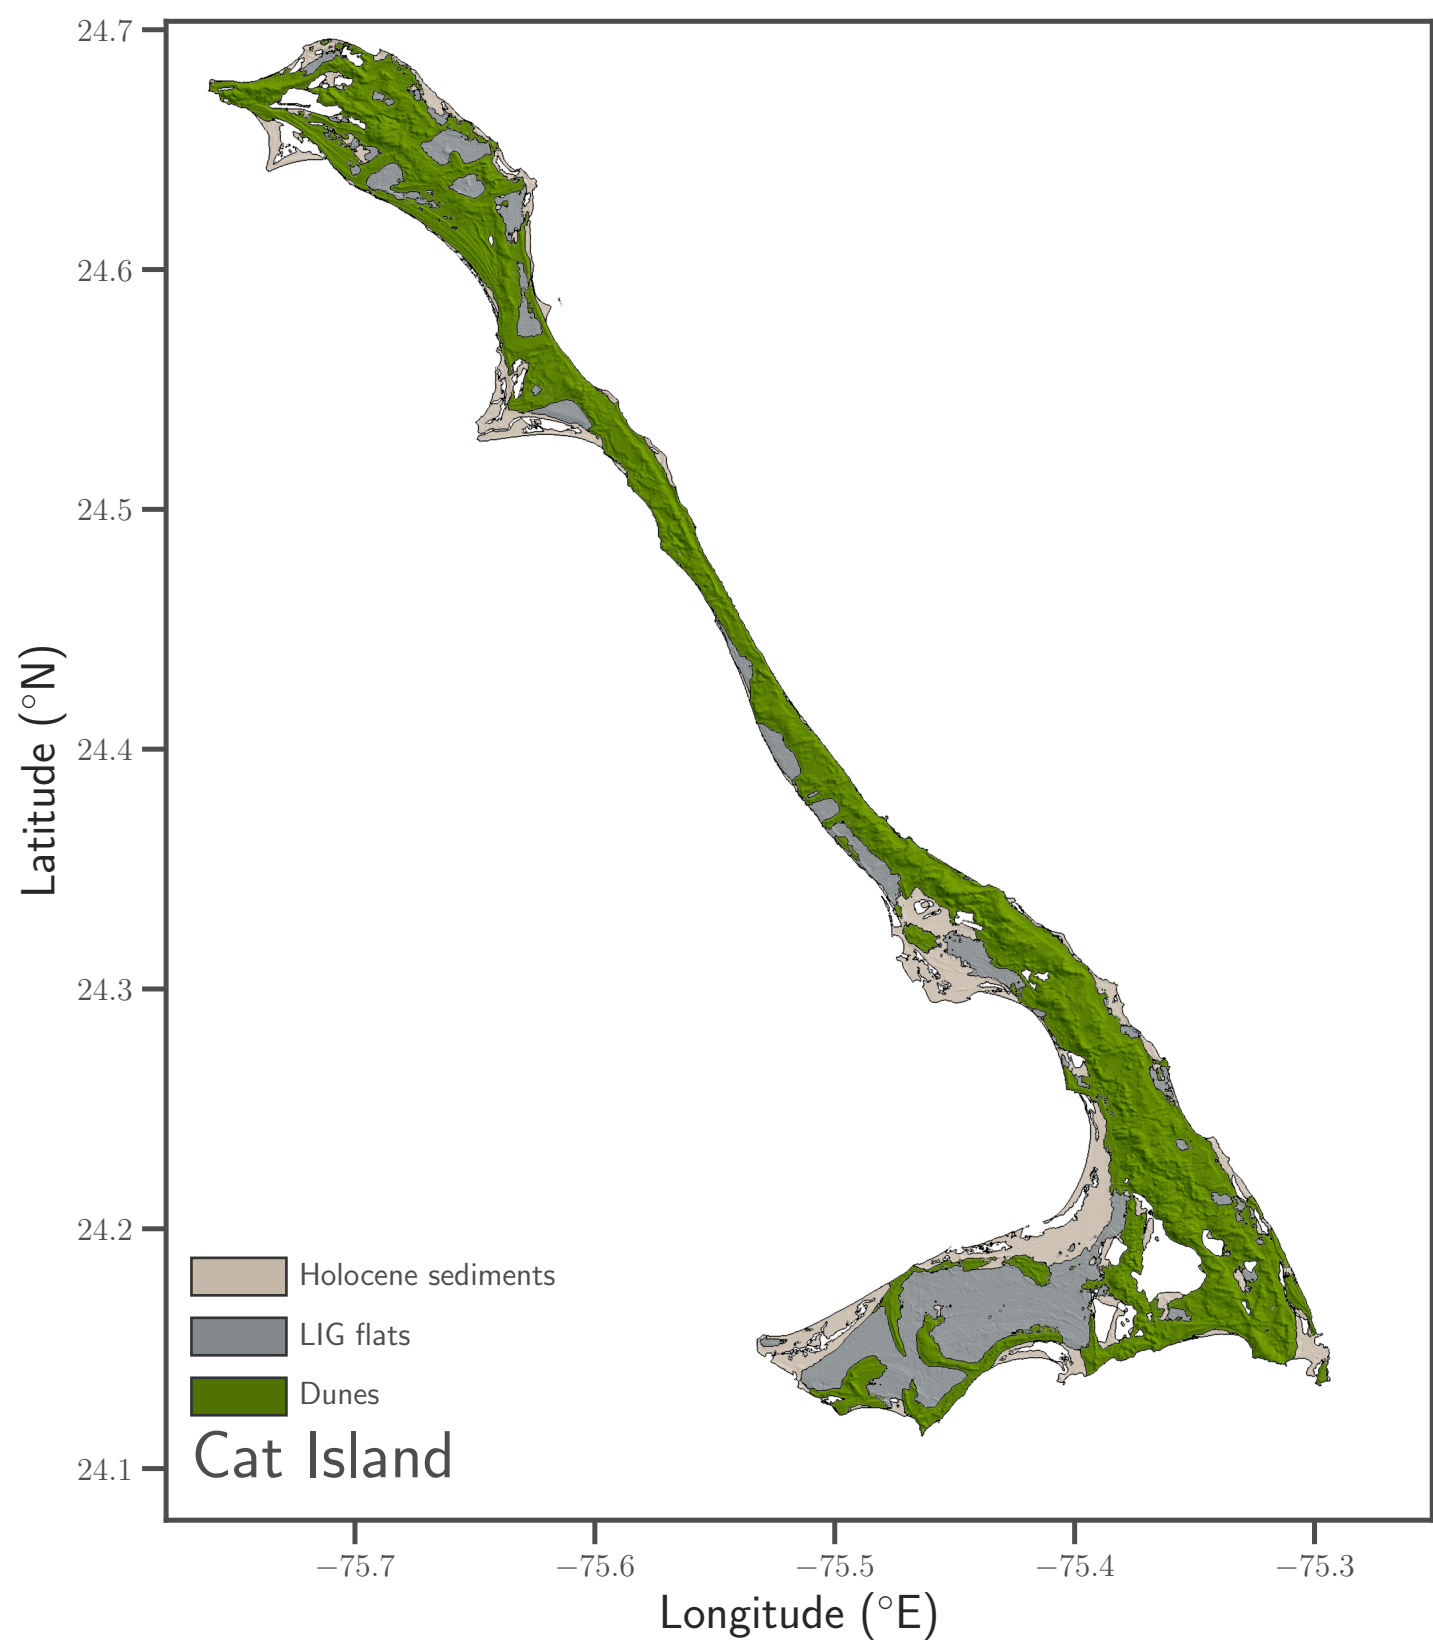 24.7
24.6
24.5
24.4
24.3
24.2
24.1
Latitude (°N)
Holocene sediments
LIG flats
Dunes
Cat Island
−75.7 −75.6 −75.5 −75.4 −75.3
Longitude (°E)